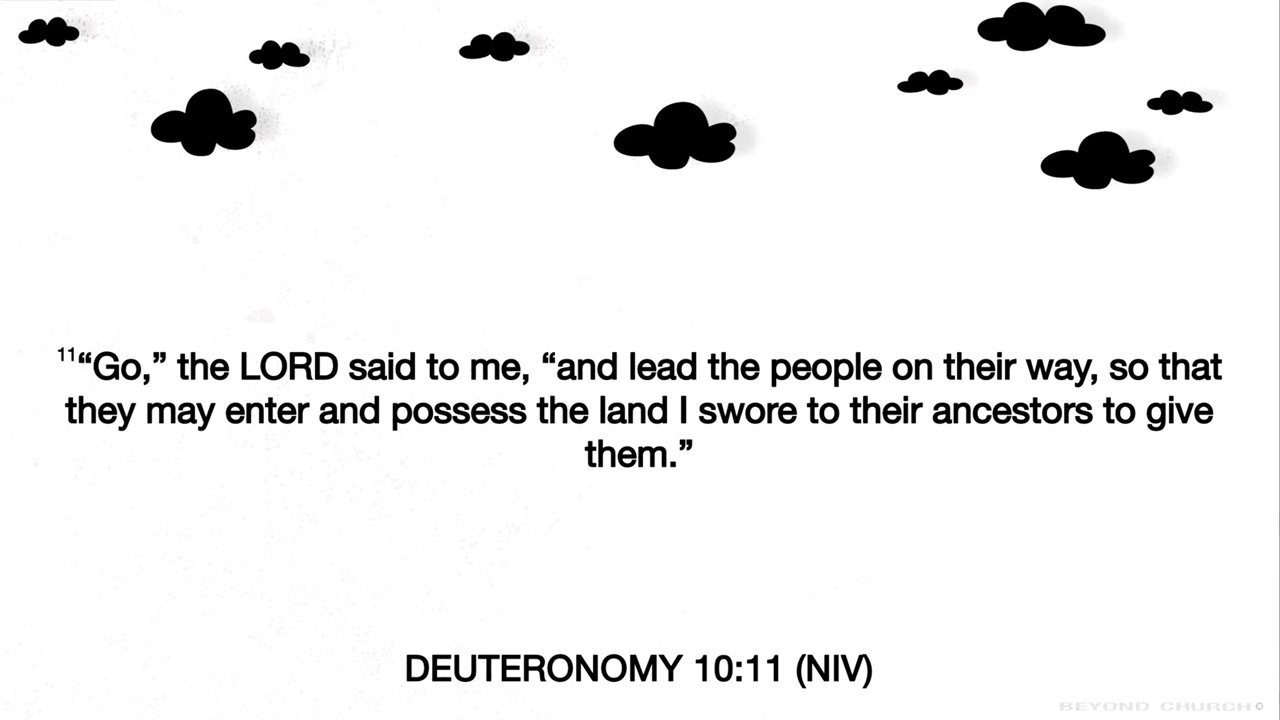 ¹¹“Go,” the LORD said to me, “and lead the people on their way, so that
they may enter and possess the land I swore to their ancestors to give
them.”
DEUTERONOMY 10:11 (NIV)
BEYOND CHURCH©